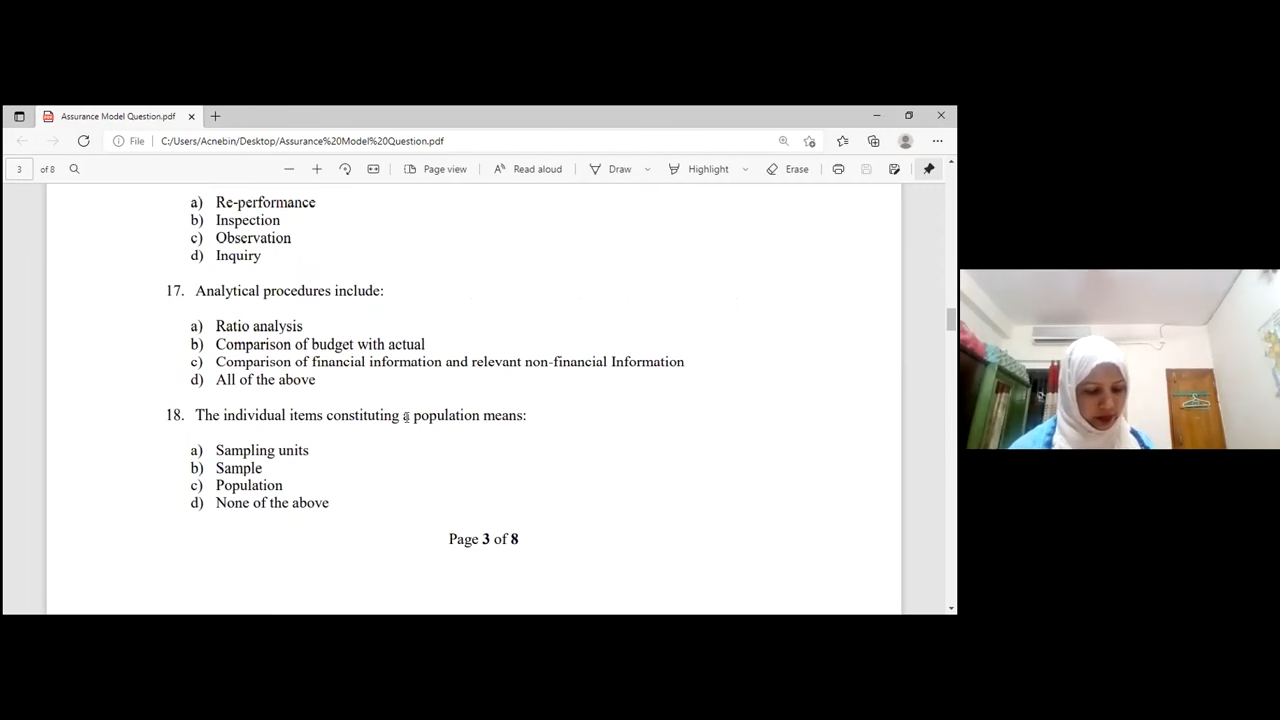 Assurance Model Question.pdf
File C:/Users/Acnebin/Desktop/Assurance%20Model%20Question.pdf
3 of 8 Page view Read aloud Draw Highlight Erase
a) Re-performance
b) Inspection
c) Observation
d) Inquiry
17. Analytical procedures include:
a) Ratio analysis
b) Comparison of budget with actual
c) Comparison of financial information and relevant non-financial Information
d) All of the above
18. The individual items constituting a population means:
a) Sampling units
b) Sample
c) Population
d) None of the above
Page 3 of 8